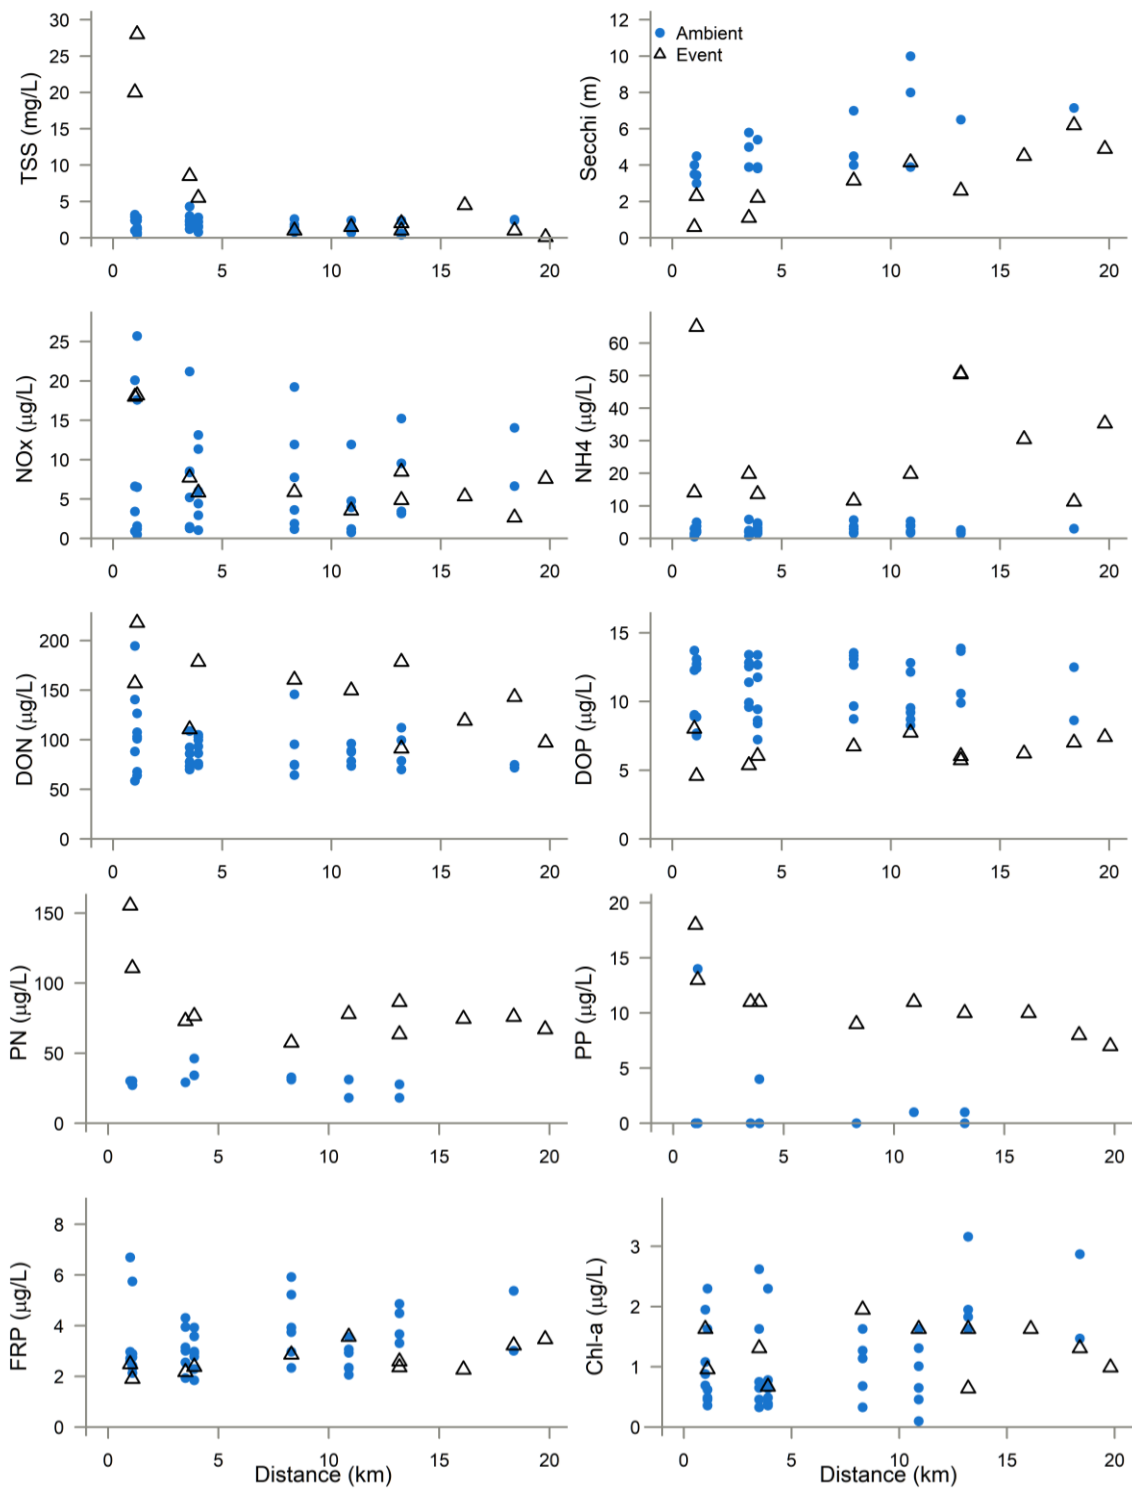 TSS (mg/L)
30
25
20
15
10
5
0
0 5 10 15 20
Secchi (m)
12
10
8
6
4
2
0
Ambient
Event
0 5 10 15 20
NOx (µg/L)
25
20
15
10
5
0
0 5 10 15 20
NH4 (µg/L)
60
50
40
30
20
10
0
0 5 10 15 20
DON (µg/L)
200
150
100
50
0
0 5 10 15 20
DOP (µg/L)
15
10
5
0
0 5 10 15 20
PN (µg/L)
150
100
50
0
0 5 10 15 20
PP (µg/L)
20
15
10
5
0
0 5 10 15 20
FRP (µg/L)
8
6
4
2
0
0 5 10 15 20
Distance (km)
Chl-a (µg/L)
3
2
1
0
0 5 10 15 20
Distance (km)